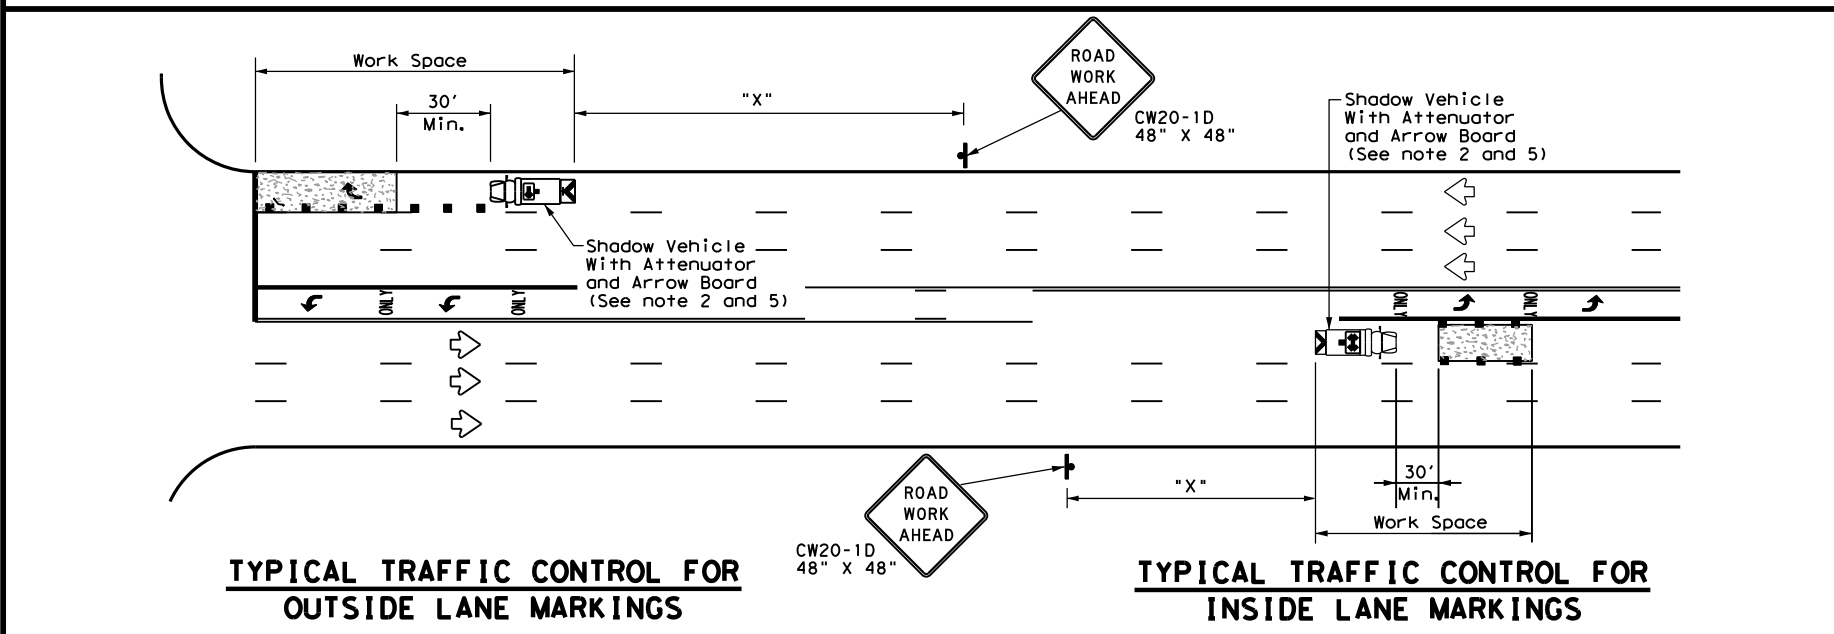 Work Space
30'
Min.
"X"
ROAD
WORK
AHEAD
CW20-1D
48" X 48"
Shadow Vehicle
With Attenuator
and Arrow Board
(See note 2 and 5)
Shadow Vehicle
With Attenuator
and Arrow Board
(See note 2 and 5)
ONLY
ONLY
ONLY
ONLY
ROAD
WORK
AHEAD
CW20-1D
48" X 48"
"X"
30'
Min.
Work Space
TYPICAL TRAFFIC CONTROL FOR
OUTSIDE LANE MARKINGS
TYPICAL TRAFFIC CONTROL FOR
INSIDE LANE MARKINGS